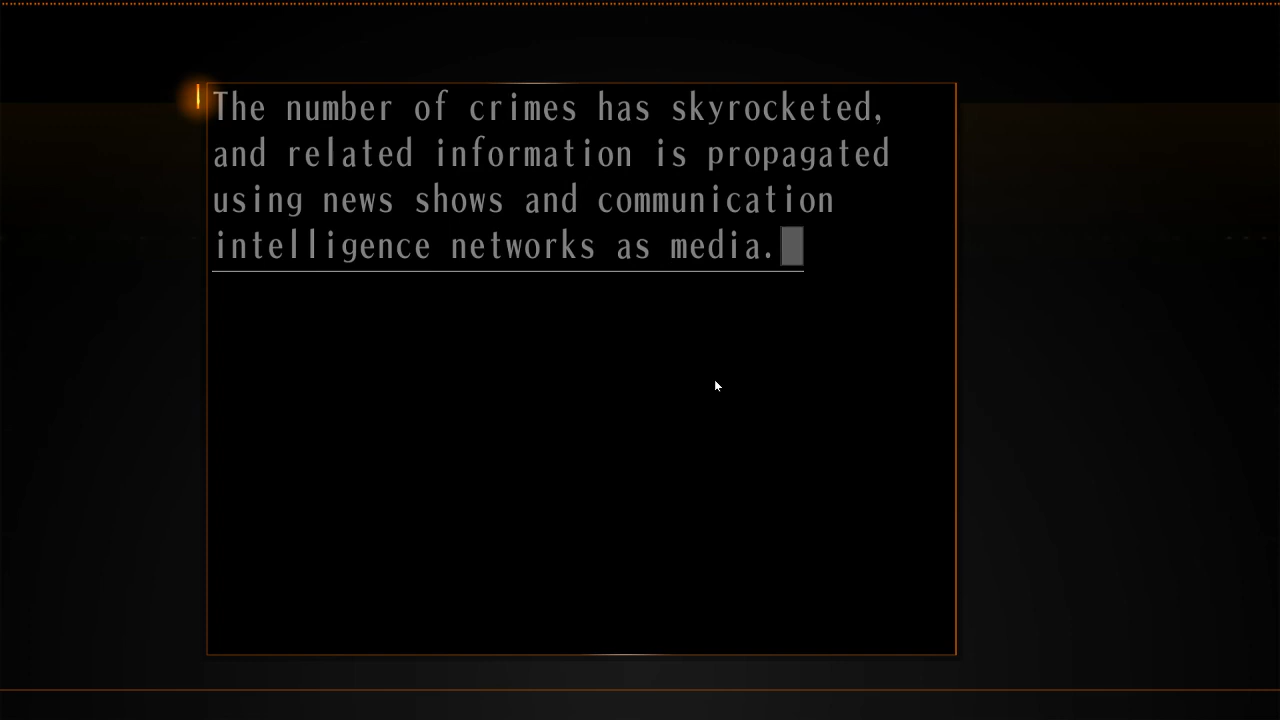 The number of crimes has skyrocketed,
and related information is propagated
using news shows and communication
intelligence networks as media.